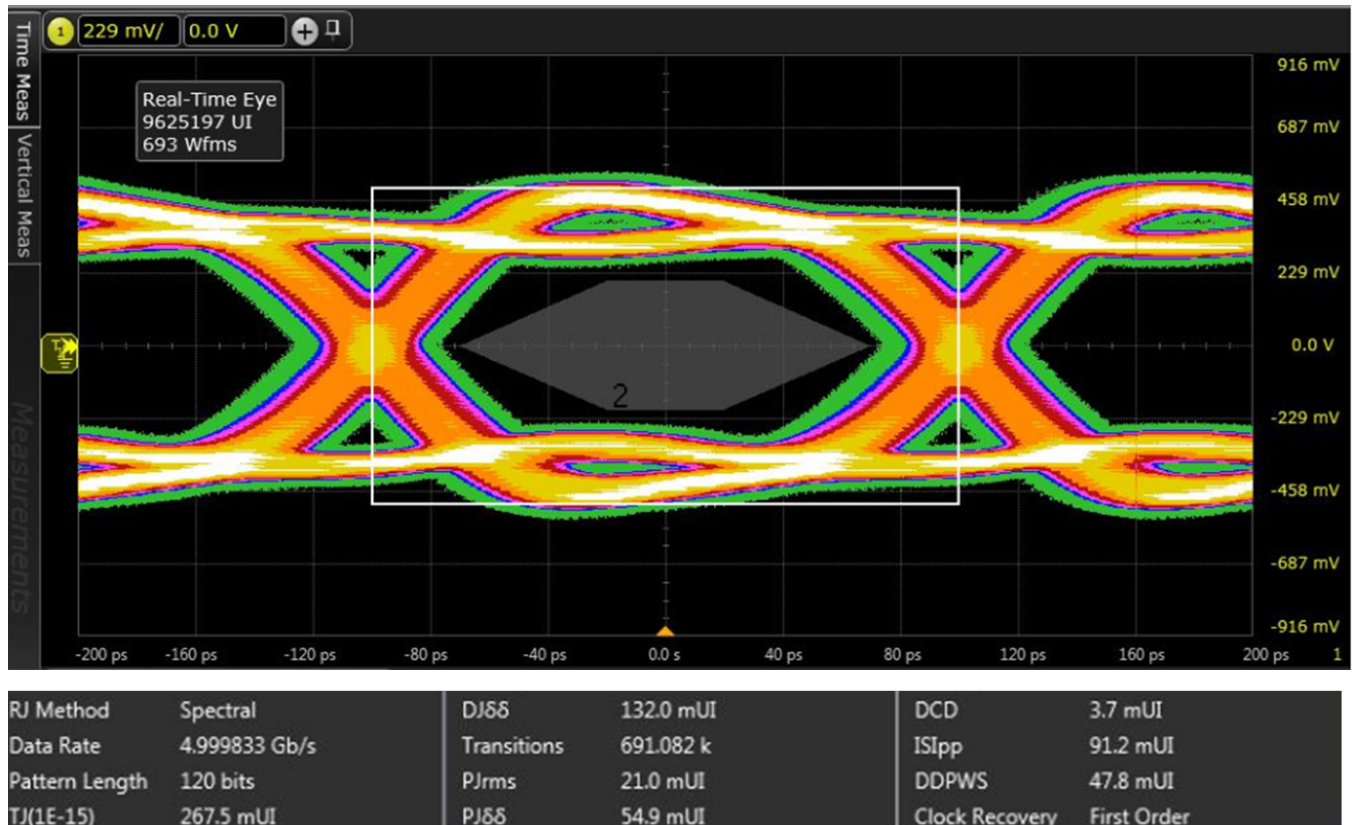 Time Meas
Vertical Meas
Measurements
1 229 mV/ 0.0 V
Real-Time Eye
9625197 UI
693 Wfms
916 mV
687 mV
458 mV
229 mV
0.0 V
-229 mV
-458 mV
-687 mV
-916 mV
2
-200 ps -160 ps -120 ps -80 ps -40 ps 0.0 s 40 ps 80 ps 120 ps 160 ps 200 ps 1
RJ Method Spectral DJδδ 132.0 mUI DCD 3.7 mUI
Data Rate 4.999833 Gb/s Transitions 691.082 k ISIpp 91.2 mUI
Pattern Length 120 bits PJrms 21.0 mUI DDPWS 47.8 mUI
TJ(1E-15) 267.5 mUI PJδδ 54.9 mUI Clock Recovery First Order